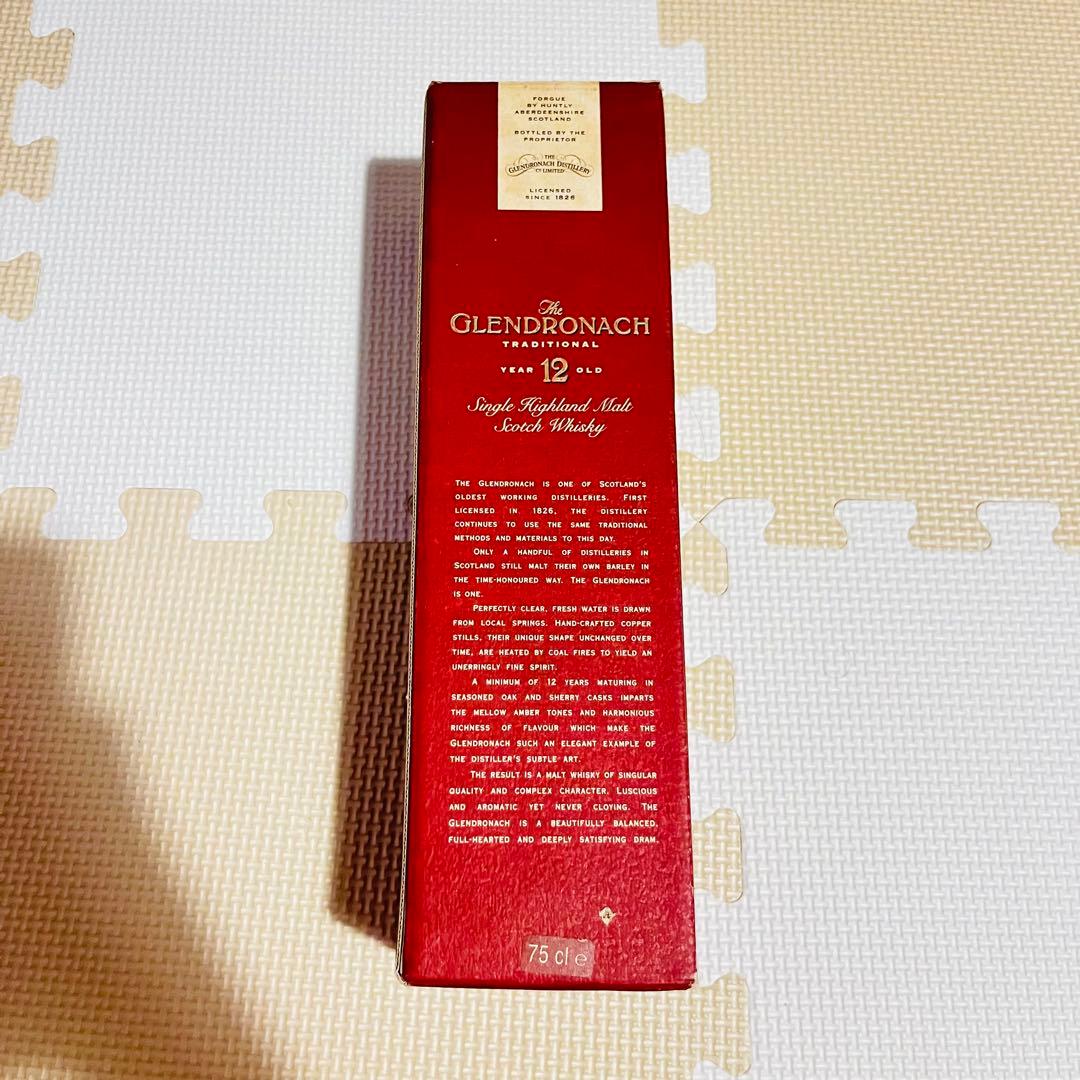 FORGUE
BY HUNTLY
ABERDEENSHIRE
SCOTLAND
BOTTLED BY THE
PROPRIETOR
THE
GLENDRONACH DISTILLERY
CO LIMITED
LICENSED
SINCE 1826
The
GLENDRONACH
TRADITIONAL
YEAR 12 OLD
Single Highland Malt
Scotch Whisky
THE GLENDRONACH IS ONE OF SCOTLAND'S
OLDEST WORKING DISTILLERIES. FIRST
LICENSED IN 1826, THE DISTILLERY
CONTINUES TO USE THE SAME TRADITIONAL
METHODS AND MATERIALS TO THIS DAY.
ONLY A HANDFUL OF DISTILLERIES IN
SCOTLAND STILL MALT THEIR OWN BARLEY IN
THE TIME-HONOURED WAY. THE GLENDRONACH
IS ONE.
PERFECTLY CLEAR, FRESH WATER IS DRAWN
FROM LOCAL SPRINGS. HAND-CRAFTED COPPER
STILLS, THEIR UNIQUE SHAPE UNCHANGED OVER
TIME, ARE HEATED BY COAL FIRES TO YIELD AN
UNERRINGLY FINE SPIRIT.
A MINIMUM OF 12 YEARS MATURING IN
SEASONED OAK AND SHERRY CASKS IMPARTS
THE MELLOW AMBER TONES AND HARMONIOUS
RICHNESS OF FLAVOUR WHICH MAKE THE
GLENDRONACH SUCH AN ELEGANT EXAMPLE OF
THE DISTILLER'S SUBTLE ART.
THE RESULT IS A MALT WHISKY OF SINGULAR
QUALITY AND COMPLEX CHARACTER. LUSCIOUS
AND AROMATIC YET NEVER CLOYING. THE
GLENDRONACH IS A BEAUTIFULLY BALANCED,
FULL-HEARTED AND DEEPLY SATISFYING DRAM.
75 cl e